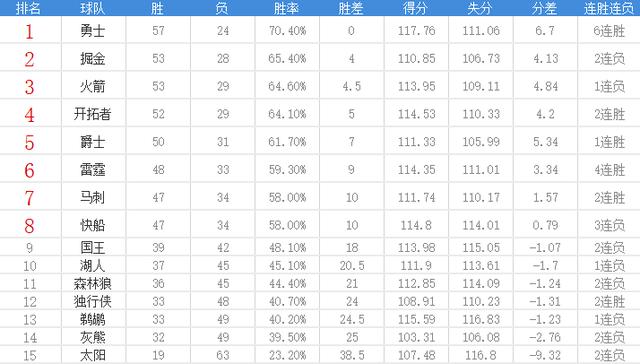 排名 球队 胜 负 胜率 胜差 得分 失分 分差 连胜连负
1 勇士 57 24 70.40% 0 117.76 111.06 6.7 6连胜
2 掘金 53 28 65.40% 4 110.85 106.73 4.13 2连负
3 火箭 53 29 64.60% 4.5 113.95 109.11 4.84 1连负
4 开拓者 52 29 64.10% 5 114.53 110.33 4.2 2连胜
5 爵士 50 31 61.70% 7 111.33 105.99 5.34 1连负
6 雷霆 48 33 59.30% 9 114.35 111.01 3.34 4连胜
7 马刺 47 34 58.00% 10 111.74 110.17 1.57 2连胜
8 快船 47 34 58.00% 10 114.8 114.01 0.79 3连负
9 国王 39 42 48.10% 18 113.98 115.05 -1.07 2连负
10 湖人 37 45 45.10% 20.5 111.9 113.61 -1.7 1连负
11 森林狼 36 45 44.40% 21 112.85 114.09 -1.24 2连负
12 独行侠 33 48 40.70% 24 108.91 110.23 -1.31 2连胜
13 鹈鹕 33 49 40.20% 24.5 115.59 116.83 -1.23 1连负
14 灰熊 32 49 39.50% 25 103.31 106.08 -2.76 2连负
15 太阳 19 63 23.20% 38.5 107.48 116.8 -9.32 2连负